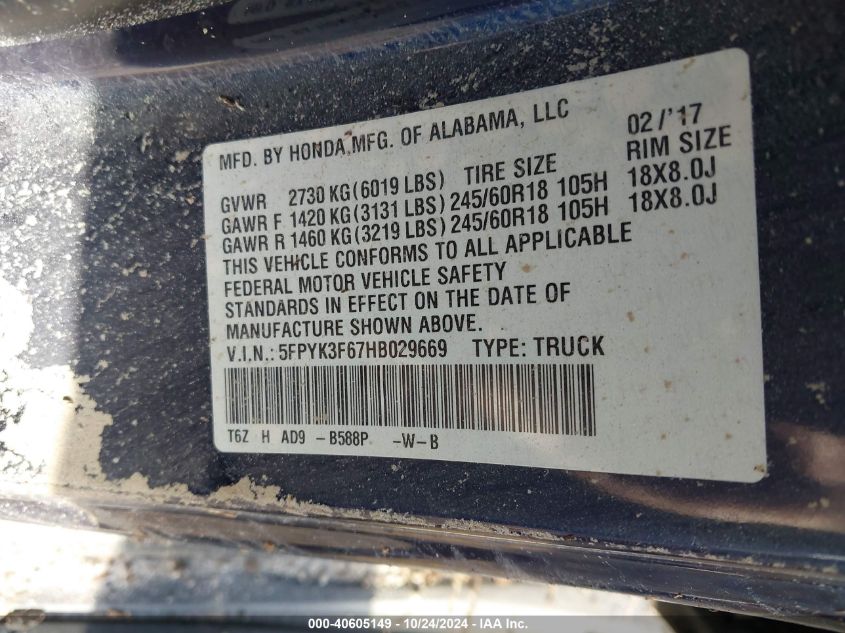 MFD. BY HONDA MFG. OF ALABAMA, LLC 02/'17
GVWR 2730 KG(6019 LBS) TIRE SIZE RIM SIZE
GAWR F 1420 KG(3131 LBS) 245/60R18 105H 18X8.0J
GAWR R 1460 KG(3219 LBS) 245/60R18 105H 18X8.0J
THIS VEHICLE CONFORMS TO ALL APPLICABLE
FEDERAL MOTOR VEHICLE SAFETY
STANDARDS IN EFFECT ON THE DATE OF
MANUFACTURE SHOWN ABOVE.
V.I.N.: 5FPYK3F67HB029669 TYPE: TRUCK
T6Z H AD9 -B588P -W-B
000-40605149 - 10/24/2024 - IAA Inc.